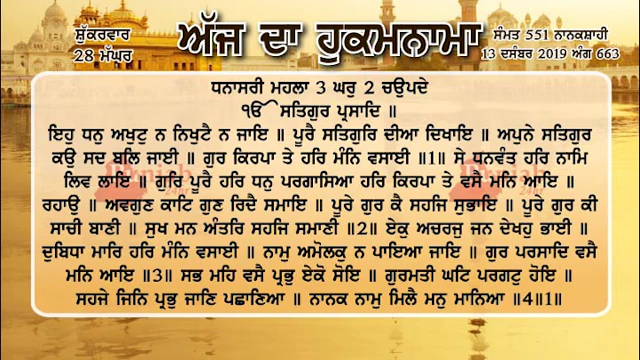 ਸ਼ੁੱਕਰਵਾਰ
28 ਮੱਘਰ
ਅੱਜ ਦਾ ਹੁਕਮਨਾਮਾ
ਸੰਮਤ 551 ਨਾਨਕਸ਼ਾਹੀ
13 ਦਸੰਬਰ 2019 ਅੰਗ 663
ਧਨਾਸਰੀ ਮਹਲਾ 3 ਘਰੁ 2 ਚਉਪਦੇ
ੴ ਸਤਿਗੁਰ ਪ੍ਰਸਾਦਿ ॥
ਇਹੁ ਧਨੁ ਅਖੁਟੁ ਨ ਨਿਖੁਟੈ ਨ ਜਾਇ ॥ ਪੂਰੈ ਸਤਿਗੁਰਿ ਦੀਆ ਦਿਖਾਇ ॥ ਅਪੁਨੇ ਸਤਿਗੁਰ
ਕਉ ਸਦ ਬਲਿ ਜਾਈ ॥ ਗੁਰ ਕਿਰਪਾ ਤੇ ਹਰਿ ਮੰਨਿ ਵਸਾਈ ॥1॥ ਸੇ ਧਨਵੰਤ ਹਰਿ ਨਾਮਿ
ਲਿਵ ਲਾਇ ॥ ਗੁਰਿ ਪੂਰੈ ਹਰਿ ਧਨੁ ਪਰਗਾਸਿਆ ਹਰਿ ਕਿਰਪਾ ਤੇ ਵਸੈ ਮਨਿ ਆਇ ॥
ਰਹਾਉ ॥ ਅਵਗੁਣ ਕਾਟਿ ਗੁਣ ਰਿਦੈ ਸਮਾਇ ॥ ਪੂਰੇ ਗੁਰ ਕੈ ਸਹਜਿ ਸੁਭਾਇ ॥ ਪੂਰੇ ਗੁਰ ਕੀ
ਸਾਚੀ ਬਾਣੀ ॥ ਸੁਖ ਮਨ ਅੰਤਰਿ ਸਹਜਿ ਸਮਾਣੀ ॥2॥ ਏਕੁ ਅਚਰਜੁ ਜਨ ਦੇਖਹੁ ਭਾਈ ॥
ਦੁਬਿਧਾ ਮਾਰਿ ਹਰਿ ਮੰਨਿ ਵਸਾਈ ॥ ਨਾਮੁ ਅਮੋਲਕੁ ਨ ਪਾਇਆ ਜਾਇ ॥ ਗੁਰ ਪਰਸਾਦਿ ਵਸੈ
ਮਨਿ ਆਇ ॥3॥ ਸਭ ਮਹਿ ਵਸੈ ਪ੍ਰਭੁ ਏਕੋ ਸੋਇ ॥ ਗੁਰਮਤੀ ਘਟਿ ਪਰਗਟੁ ਹੋਇ ॥
ਸਹਜੇ ਜਿਨਿ ਪ੍ਰਭੁ ਜਾਣਿ ਪਛਾਣਿਆ ॥ ਨਾਨਕ ਨਾਮੁ ਮਿਲੈ ਮਨੁ ਮਾਨਿਆ ॥4॥1॥